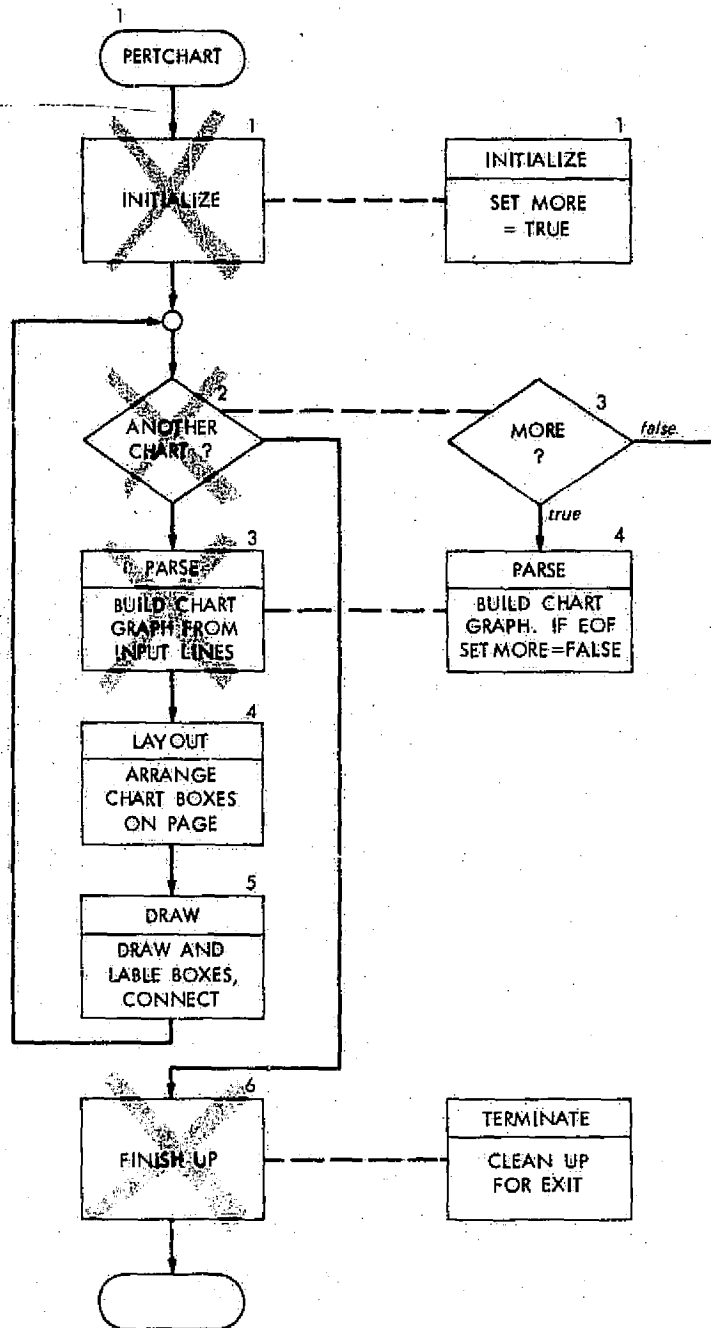 1
PERTCHART
1
INITIALIZE
1
INITIALIZE
SET MORE
= TRUE
2
ANOTHER
CHART ?
3
MORE
?
false
true
3
PARSE
BUILD CHART
GRAPH FROM
INPUT LINES
4
PARSE
BUILD CHART
GRAPH. IF EOF
SET MORE=FALSE
4
LAYOUT
ARRANGE
CHART BOXES
ON PAGE
5
DRAW
DRAW AND
LABLE BOXES,
CONNECT
6
FINISH UP
TERMINATE
CLEAN UP
FOR EXIT